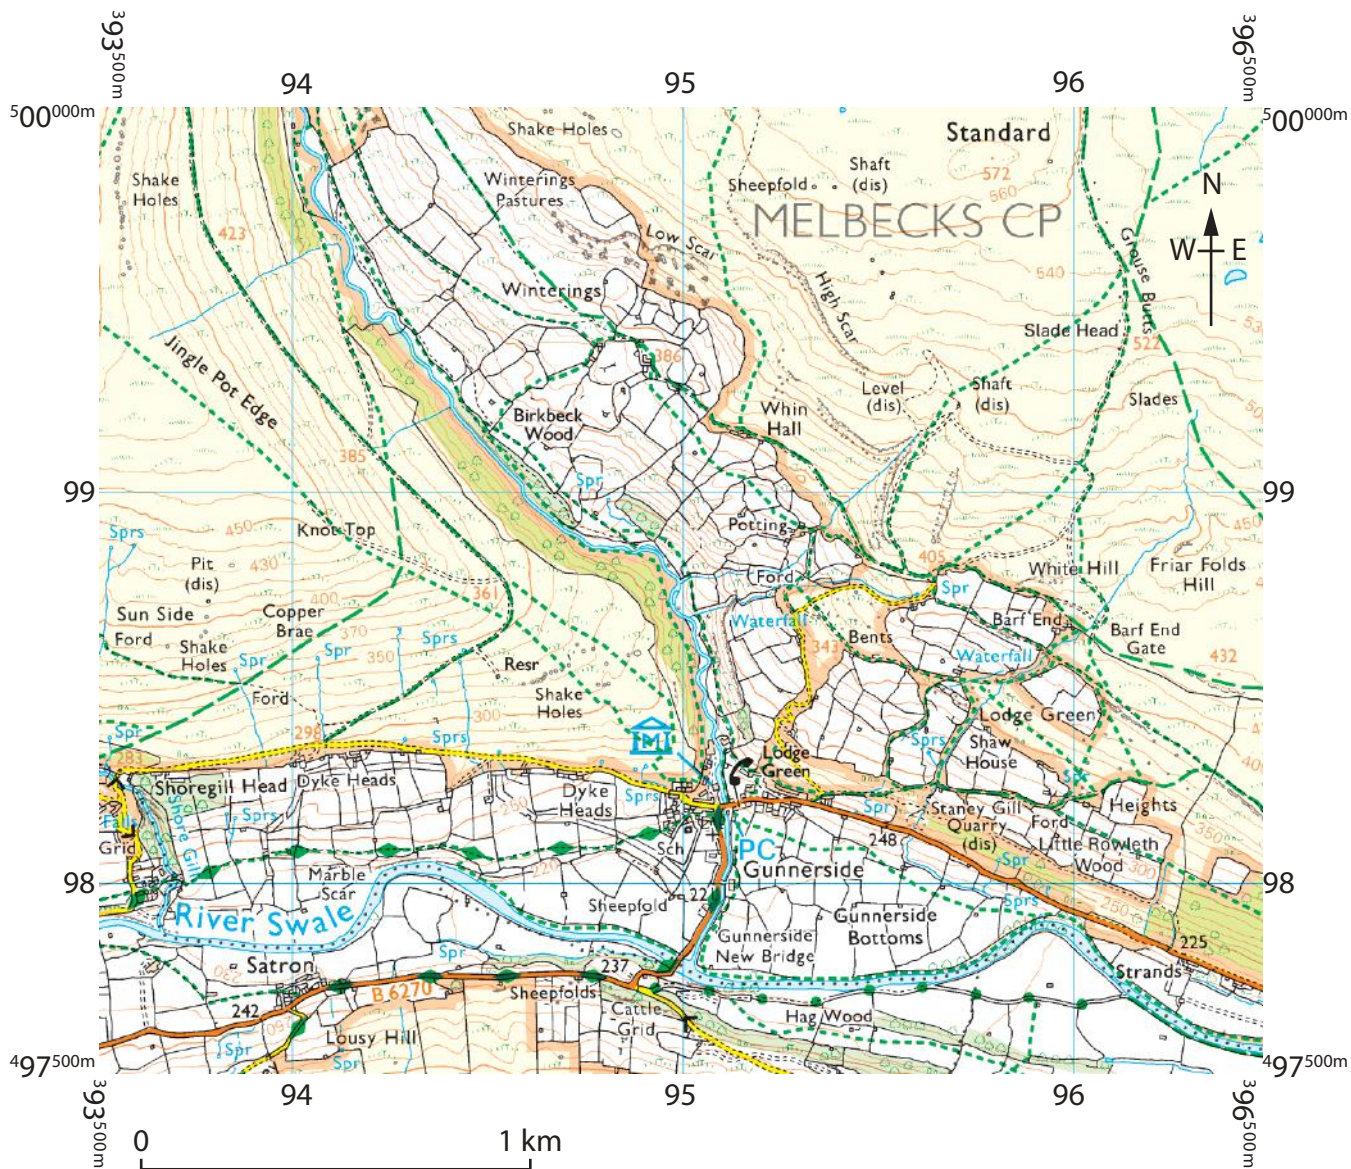 393500m
94
95
96
396500m
500000m
500000m
Shake Holes
Standard
Shaft
(dis)
572
560
Shake
Holes
Winterings
Pastures
Sheepfold
N
MELBECKS CP
423
Low Scar
W
E
Grouse Butts
540
High Scar
Winterings
Slade Head
522
Jingle Pot Edge
386
Level
(dis)
Shaft
(dis)
Slades
Whin
Hall
Birkbeck
Wood
385
Spr
99
99
450
Knot Top
Potting
Sprs
Pit
(dis)
430
405
White Hill
Friar Folds
Hill
Ford
400
361
Spr
Sun Side
Copper
Brae
Waterfall
Barf End
Ford
370
Sprs
343
Bents
Barf End
Gate
Shake
Holes
Spr
350
Resr
Waterfall
432
Ford
Shake
Holes
300
Lodge Green
Spr
298
Sprs
M
Sprs
Shaw
House
283
Lodge
Green
Spr
Shoregill Head
Dyke Heads
Dyke
Heads
Sprs
250
Spr
Staney Gill
Quarry
(dis)
Ford
Heights
Falls
Shore Gill
Sprs
350
Grid
Sch
PC
248
Little Rowleth
Wood
Marble
Scar
220
Gunnerside
Spr
300
98
98
River Swale
Sheepfold
221
Gunnerside
Bottoms
Sprs
250
Gunnerside
New Bridge
225
Satron
Spr
237
Strands
B 6270
Sheepfolds
242
Cattle
Grid
Hag Wood
Lousy Hill
Spr
Spr
497500m
497500m
393500m
94
95
96
396500m
0
1 km